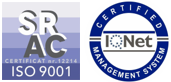 SR
AC
CERTIFICAT nr.12214
ISO 9001
CERTIFIED
IQNet
MANAGEMENT SYSTEM